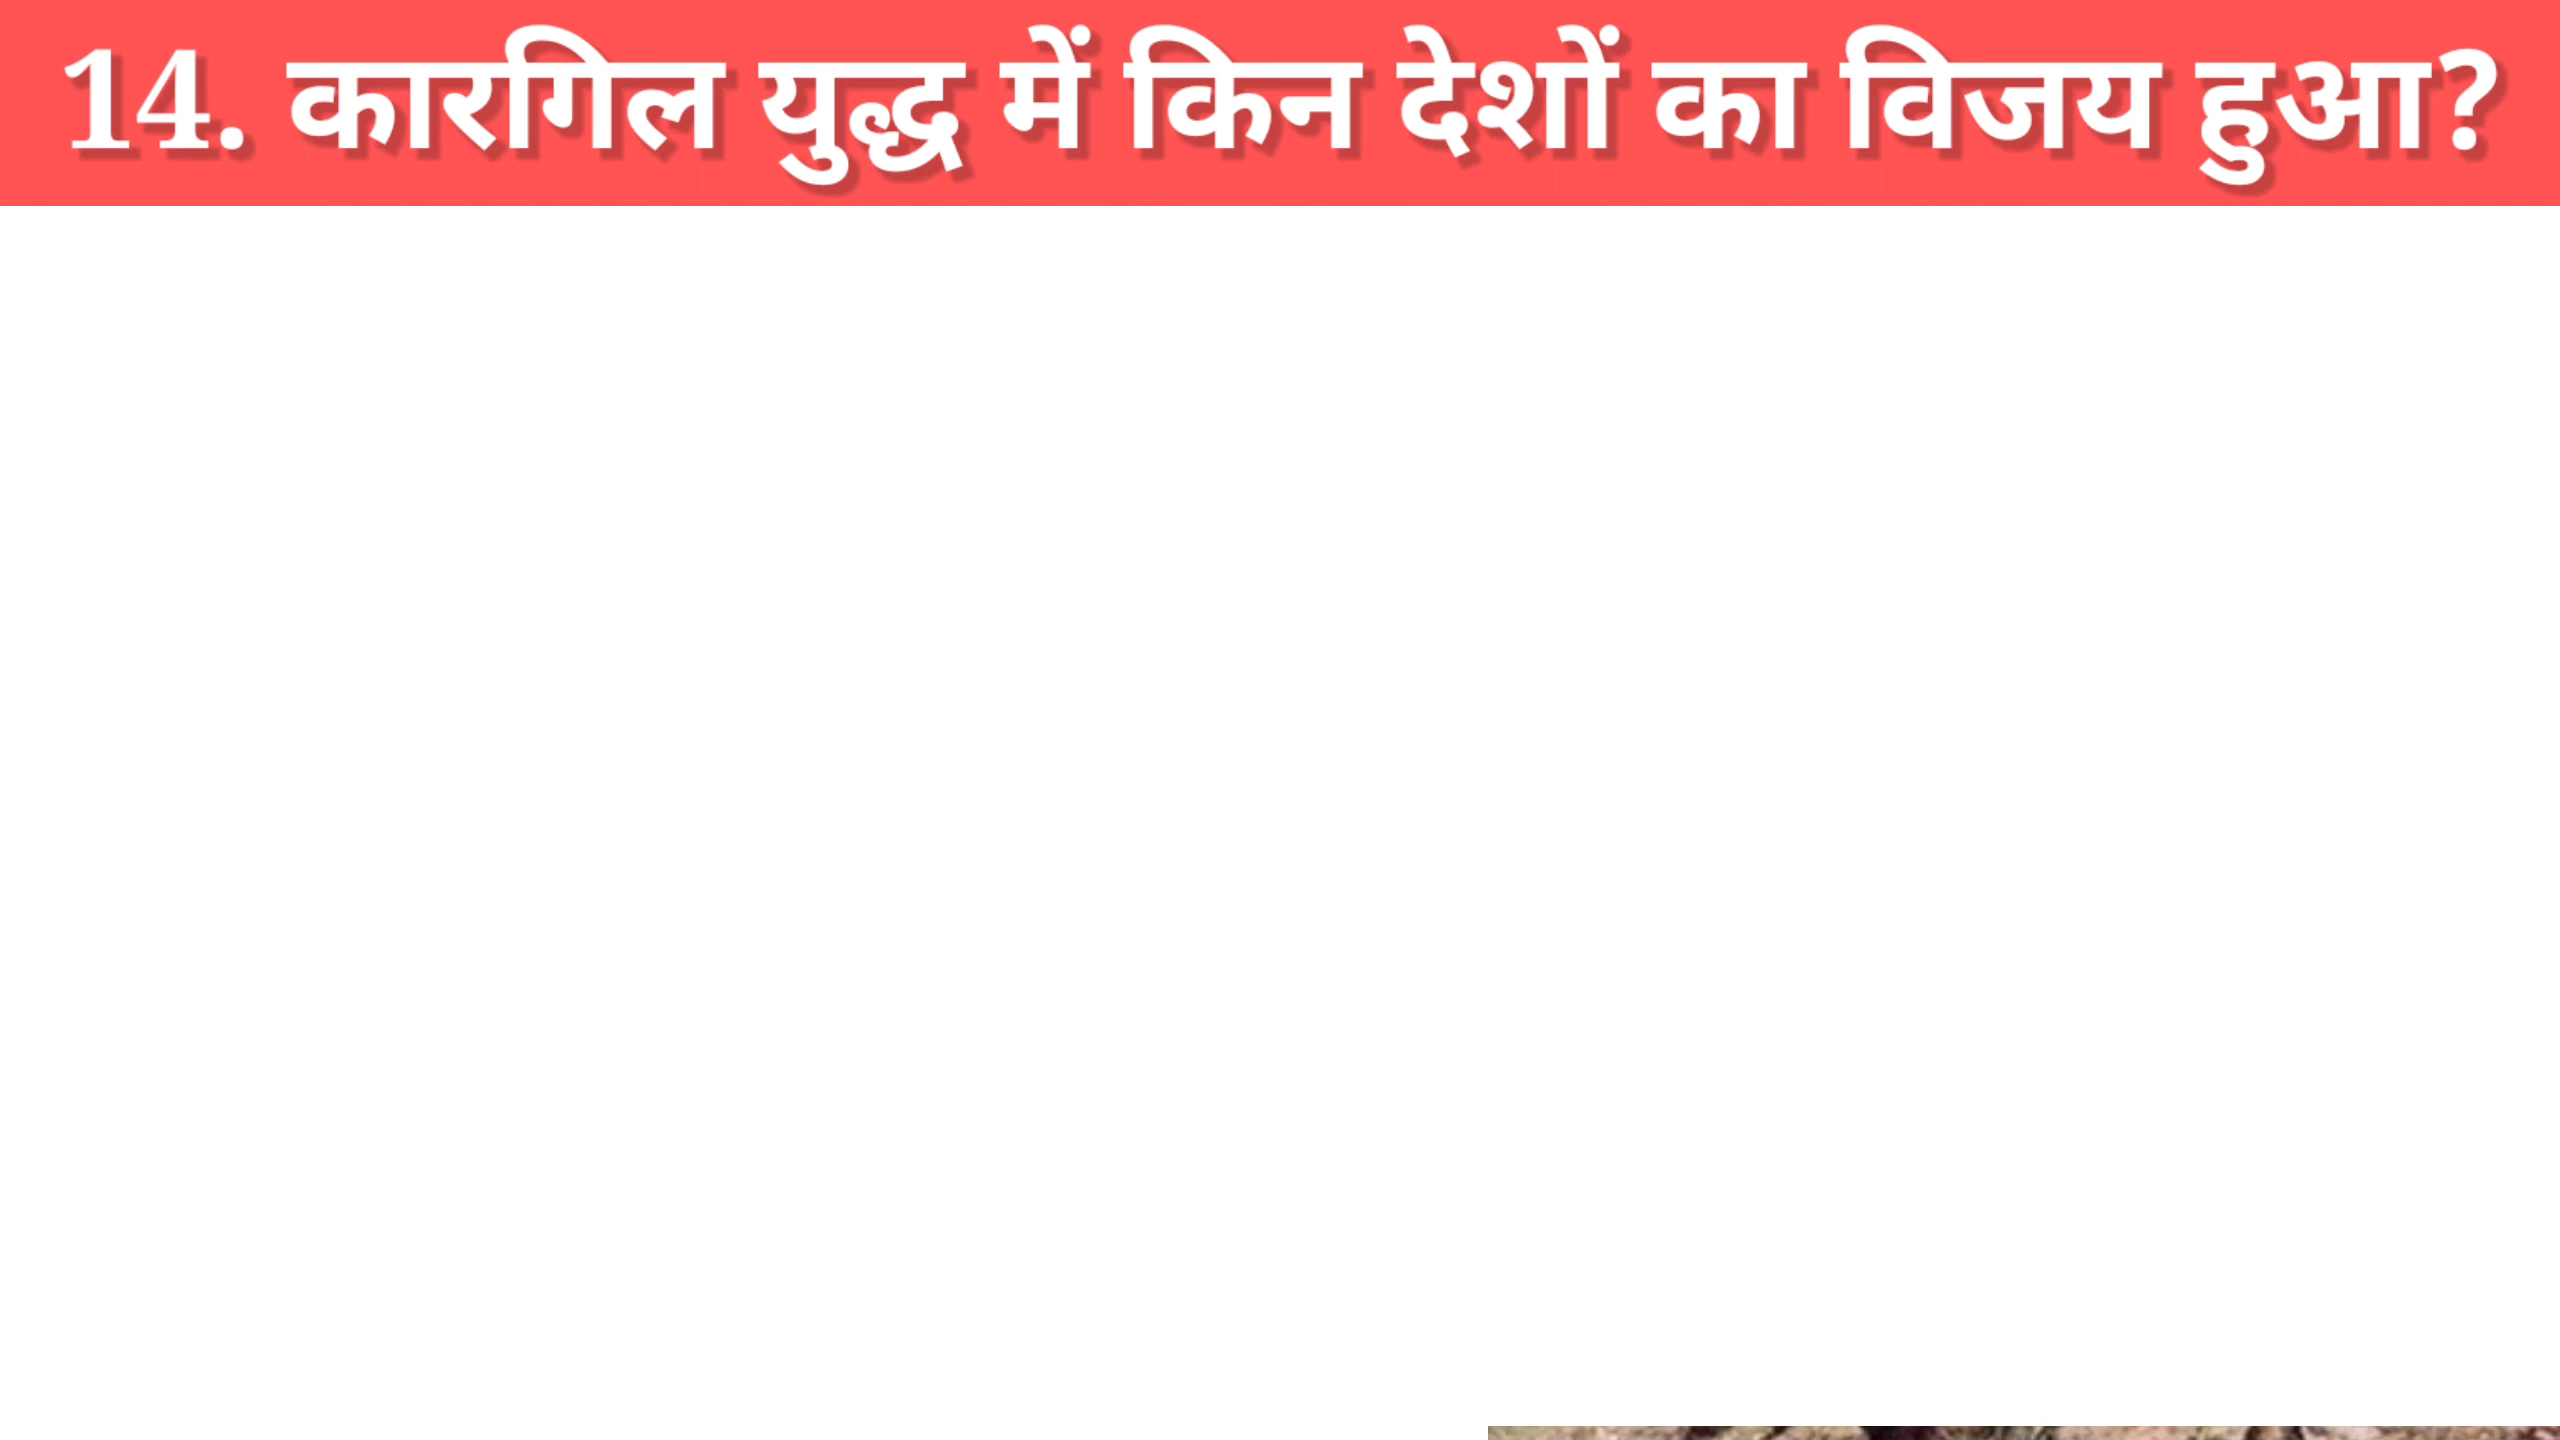 14. कारगिल युद्ध में किन देशों का विजय हुआ?